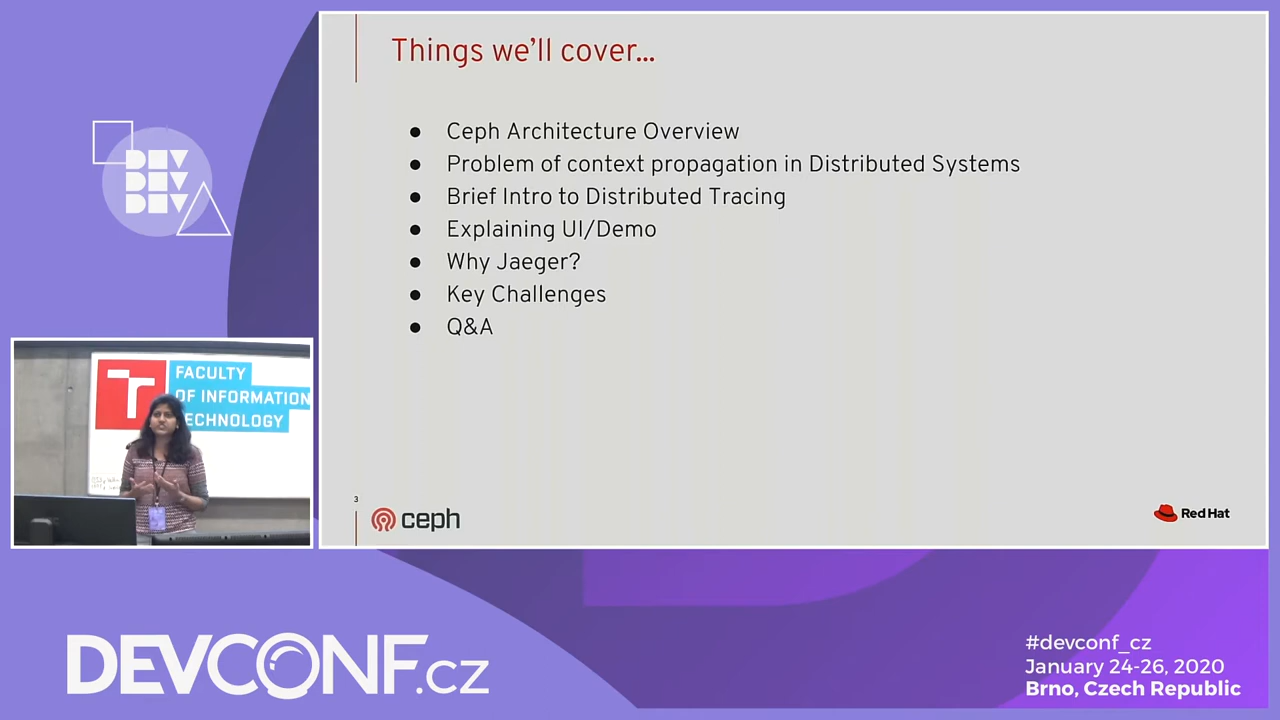 Things we'll cover...
● Ceph Architecture Overview
● Problem of context propagation in Distributed Systems
● Brief Intro to Distributed Tracing
● Explaining UI/Demo
● Why Jaeger?
● Key Challenges
● Q&A
3
ceph
Red Hat
DEV
DEV
DEV
FACULTY
OF INFORMATION
TECHNOLOGY
DEVCONF.cz
#devconf_cz
January 24-26, 2020
Brno, Czech Republic